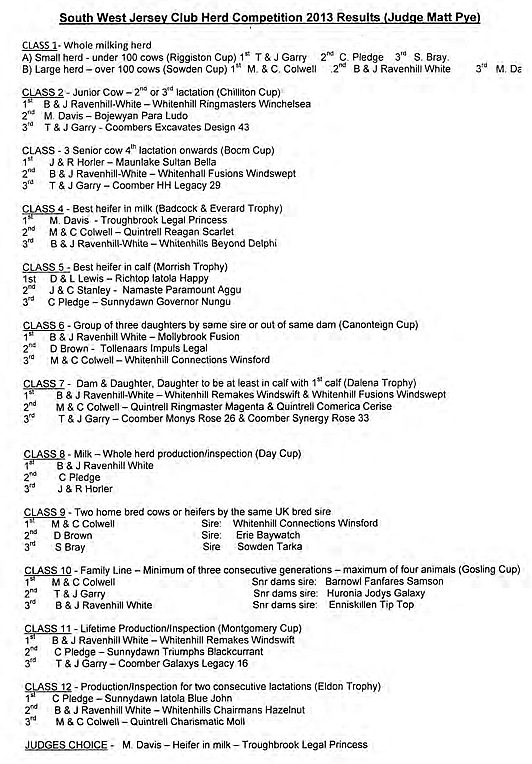 South West Jersey Club Herd Competition 2013 Results (Judge Matt Pye)
CLASS 1- Whole milking herd
A) Small herd - under 100 cows (Riggiston Cup) 1st T & J Garry 2nd C. Pledge 3rd S. Bray.
B) Large herd – over 100 cows (Sowden Cup) 1st M. & C. Colwell .2nd B & J Ravenhill White 3rd M. Da
CLASS 2 - Junior Cow – 2nd or 3rd lactation (Chilliton Cup)
1st B & J Ravenhill-White – Whitenhill Ringmasters Winchelsea
2nd M. Davis – Bojewyan Para Ludo
3rd T & J Garry - Coombers Excavates Design 43
CLASS - 3 Senior cow 4th lactation onwards (Bocm Cup)
1st J & R Horler – Maunlake Sultan Bella
2nd B & J Ravenhill-White – Whitenhall Fusions Windswept
3rd T & J Garry – Coomber HH Legacy 29
CLASS 4 - Best heifer in milk (Badcock & Everard Trophy)
1st M. Davis - Troughbrook Legal Princess
2nd M & C Colwell – Quintrell Reagan Scarlet
3rd B & J Ravenhill-White – Whitenhills Beyond Delphi
CLASS 5 - Best heifer in calf (Morrish Trophy)
1st D & L Lewis – Richtop Iatola Happy
2nd J & C Stanley - Namaste Paramount Aggu
3rd C Pledge – Sunnydawn Governor Nungu
CLASS 6 - Group of three daughters by same sire or out of same dam (Canonteign Cup)
1st B & J Ravenhill-White – Mollybrook Fusion
2nd D Brown - Tollenaars Impuls Legal
3rd M & C Colwell – Whitenhill Connections Winsford
CLASS 7 - Dam & Daughter, Daughter to be at least in calf with 1st calf (Dalena Trophy)
1st B & J Ravenhill-White – Whitenhill Remakes Windswift & Whitenhill Fusions Windswept
2nd M & C Colwell – Quintrell Ringmaster Magenta & Quintrell Comerica Cerise
3rd T & J Garry – Coomber Monys Rose 26 & Coomber Synergy Rose 33
CLASS 8 - Milk – Whole herd production/inspection (Day Cup)
1st B & J Ravenhill White
2nd C Pledge
3rd J & R Horler
CLASS 9 - Two home bred cows or heifers by the same UK bred sire
1st M & C Colwell Sire: Whitenhill Connections Winsford
2nd D Brown Sire: Erie Baywatch
3rd S Bray Sire Sowden Tarka
CLASS 10 - Family Line – Minimum of three consecutive generations – maximum of four animals (Gosling Cup)
1st M & C Colwell Snr dams sire: Barnowl Fanfares Samson
2nd T & J Garry Snr dams sire: Huronia Jodys Galaxy
3rd B & J Ravenhill White Snr dams sire: Enniskillen Tip Top
CLASS 11 - Lifetime Production/Inspection (Montgomery Cup)
1st B & J Ravenhill White – Whitenhill Remakes Windswift
2nd C Pledge – Sunnydawn Triumphs Blackcurrant
3rd T & J Garry – Coomber Galaxys Legacy 16
CLASS 12 - Production/Inspection for two consecutive lactations (Eldon Trophy)
1st C Pledge – Sunnydawn Iatola Blue John
2nd B & J Ravenhill White – Whitenhills Chairmans Hazelnut
3rd M & C Colwell – Quintrell Charismatic Moll
JUDGES CHOICE - M. Davis – Heifer in milk – Troughbrook Legal Princess